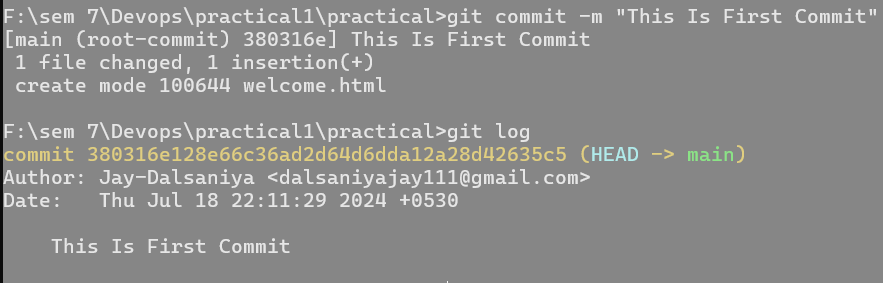 F:\sem 7\Devops\practical1\practical>git commit -m "This Is First Commit"
[main (root-commit) 380316e] This Is First Commit
 1 file changed, 1 insertion(+)
 create mode 100644 welcome.html

F:\sem 7\Devops\practical1\practical>git log
commit 380316e128e66c36ad2d64d6dda12a28d42635c5 (HEAD -> main)
Author: Jay-Dalsaniya <dalsaniyajay111@gmail.com>
Date:   Thu Jul 18 22:11:29 2024 +0530

    This Is First Commit